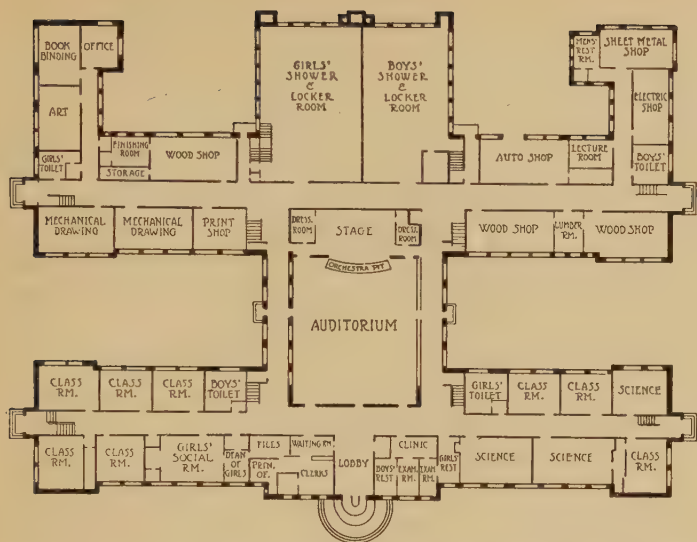 BOOK
BINDING
OFFICE
GIRLS'
SHOWER
&
LOCKER
ROOM
BOYS'
SHOWER
&
LOCKER
ROOM
MENS'
REST
RM.
SHEET METAL
SHOP
ART
ELECTRIC
SHOP
GIRLS'
TOILET
FINISHING
ROOM
STORAGE
WOOD SHOP
AUTO SHOP
LECTURE
ROOM
BOYS'
TOILET
MECHANICAL
DRAWING
MECHANICAL
DRAWING
PRINT
SHOP
DRESS.
ROOM
STAGE
DRESS.
ROOM
WOOD SHOP
LUMBER
RM.
WOOD SHOP
ORCHESTRA PIT
AUDITORIUM
CLASS
RM.
CLASS
RM.
CLASS
RM.
BOYS'
TOILET
GIRLS'
TOILET
CLASS
RM.
CLASS
RM.
SCIENCE
CLASS
RM.
CLASS
RM.
GIRLS'
SOCIAL
RM.
DEAN
OF
GIRLS
FILES
WAITING RM.
PRIN.
OF.
CLERKS
LOBBY
CLINIC
BOYS'
REST
EXAM.
RM.
EXAM.
RM.
GIRLS'
REST
SCIENCE
SCIENCE
CLASS
RM.